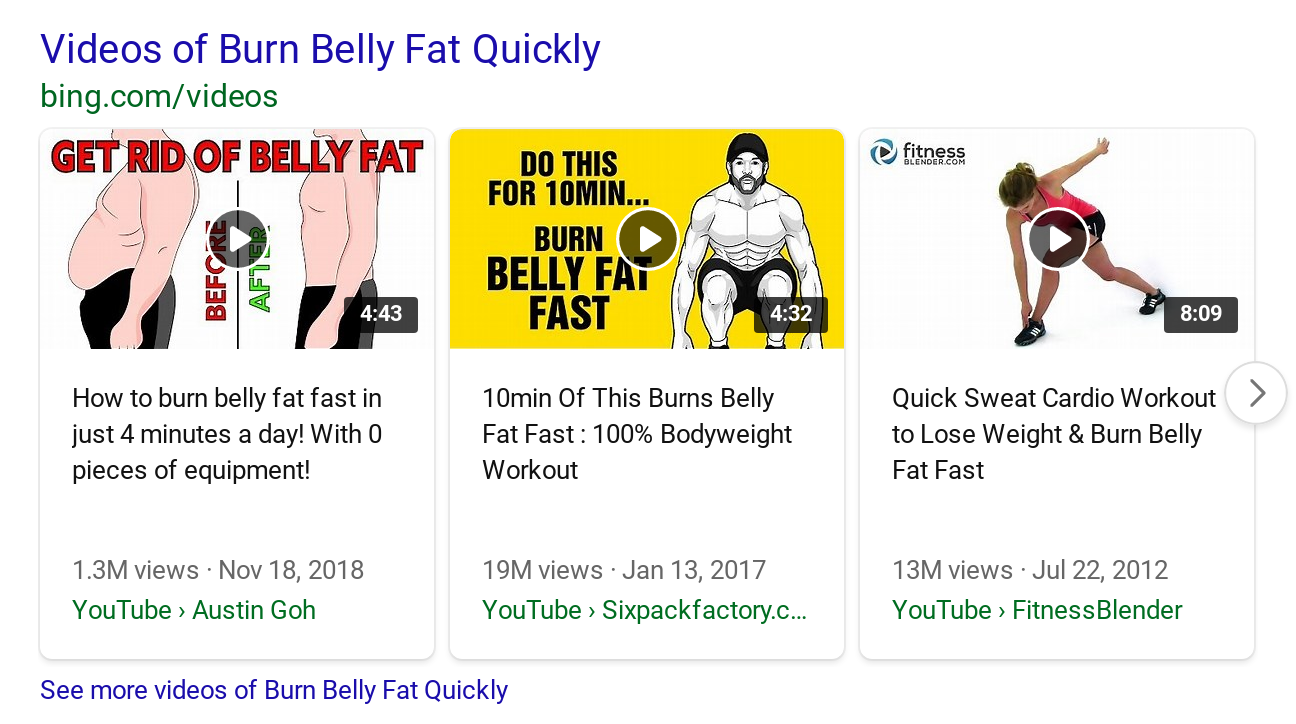 Videos of Burn Belly Fat Quickly
bing.com/videos
GET RID OF BELLY FAT
BEFORE
AFTER
4:43
How to burn belly fat fast in
just 4 minutes a day! With 0
pieces of equipment!
1.3M views · Nov 18, 2018
YouTube › Austin Goh
DO THIS
FOR 10MIN...
BURN
BELLY FAT
FAST
4:32
10min Of This Burns Belly
Fat Fast : 100% Bodyweight
Workout
19M views · Jan 13, 2017
YouTube › Sixpackfactory.c...
fitness
BLENDER.COM
8:09
Quick Sweat Cardio Workout
to Lose Weight & Burn Belly
Fat Fast
13M views · Jul 22, 2012
YouTube › FitnessBlender
See more videos of Burn Belly Fat Quickly